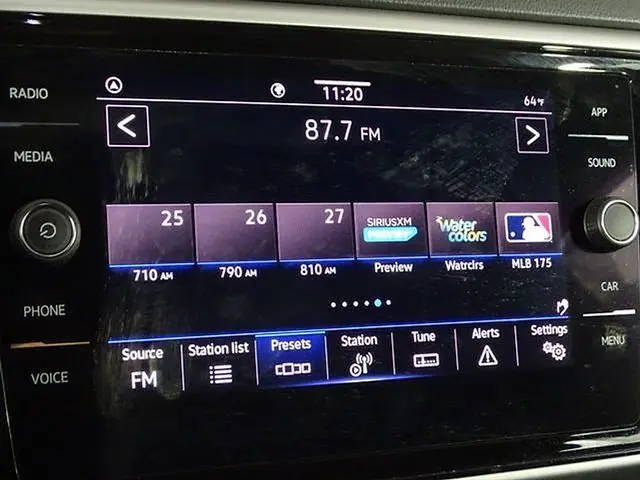 RADIO
MEDIA
PHONE
VOICE
11:20
64°F
87.7 FM
25
26
27
SIRIUSXM
PREVIEW
Water
colors
710 AM
790 AM
810 AM
Preview
Watrclrs
MLB 175
Source
FM
Station list
Presets
Station
Tune
Alerts
Settings
APP
SOUND
CAR
MENU